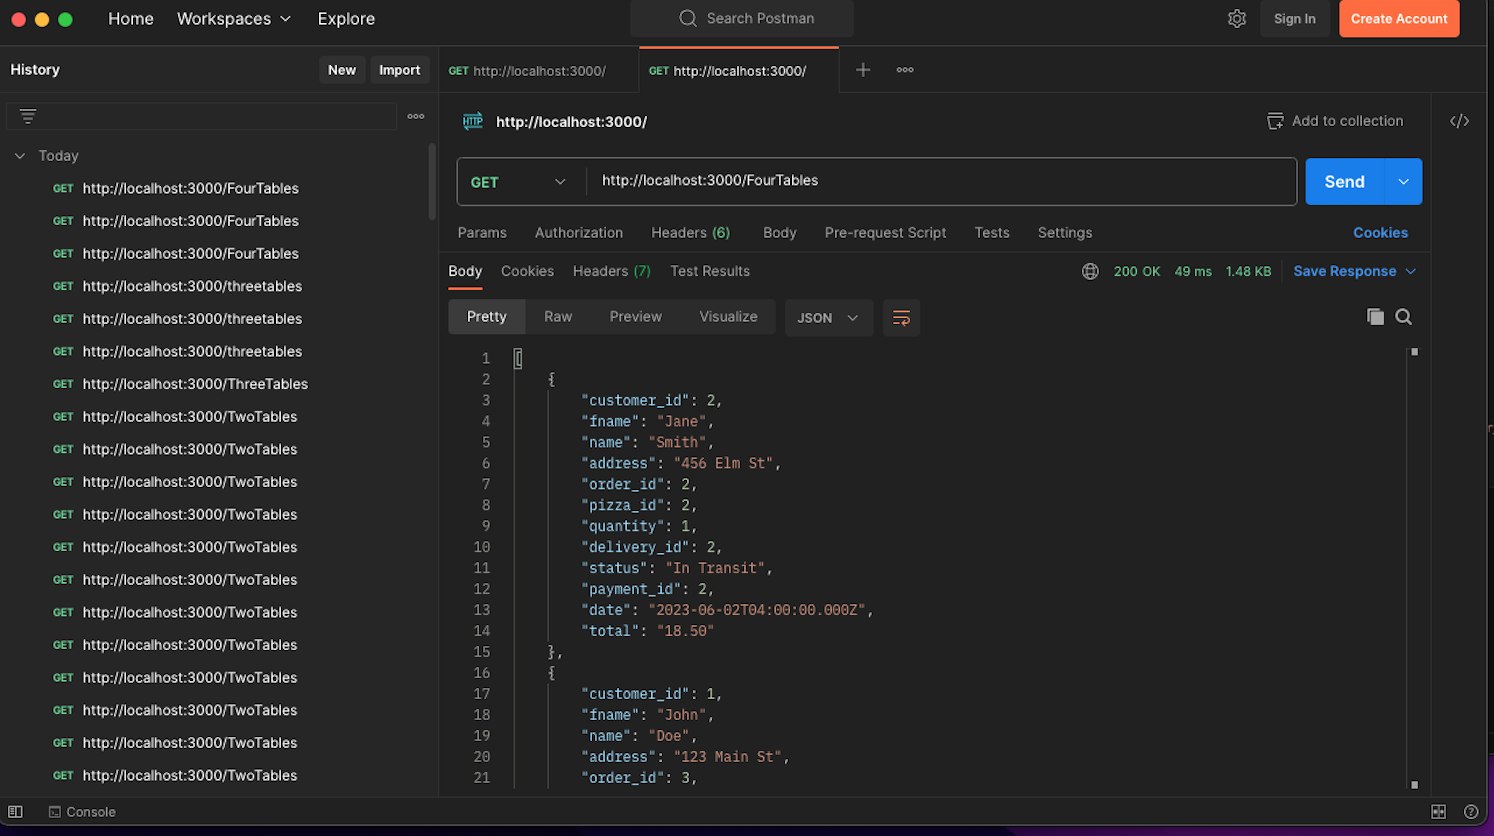 Home Workspaces Explore Search Postman Sign In Create Account
History New Import GET http://localhost:3000/ GET http://localhost:3000/
HTTP http://localhost:3000/ Add to collection </>
Today
GET http://localhost:3000/FourTables
GET http://localhost:3000/FourTables
GET http://localhost:3000/FourTables
GET http://localhost:3000/threetables
GET http://localhost:3000/threetables
GET http://localhost:3000/threetables
GET http://localhost:3000/ThreeTables
GET http://localhost:3000/TwoTables
GET http://localhost:3000/TwoTables
GET http://localhost:3000/TwoTables
GET http://localhost:3000/TwoTables
GET http://localhost:3000/TwoTables
GET http://localhost:3000/TwoTables
GET http://localhost:3000/TwoTables
GET http://localhost:3000/TwoTables
GET http://localhost:3000/TwoTables
GET http://localhost:3000/TwoTables
GET http://localhost:3000/TwoTables
GET http://localhost:3000/TwoTables
GET http://localhost:3000/FourTables Send
Params Authorization Headers (6) Body Pre-request Script Tests Settings Cookies
Body Cookies Headers (7) Test Results 200 OK 49 ms 1.48 KB Save Response
Pretty Raw Preview Visualize JSON
1 [
2 {
3 "customer_id": 2,
4 "fname": "Jane",
5 "name": "Smith",
6 "address": "456 Elm St",
7 "order_id": 2,
8 "pizza_id": 2,
9 "quantity": 1,
10 "delivery_id": 2,
11 "status": "In Transit",
12 "payment_id": 2,
13 "date": "2023-06-02T04:00:00.000Z",
14 "total": "18.50"
15 },
16 {
17 "customer_id": 1,
18 "fname": "John",
19 "name": "Doe",
20 "address": "123 Main St",
21 "order_id": 3,
Console